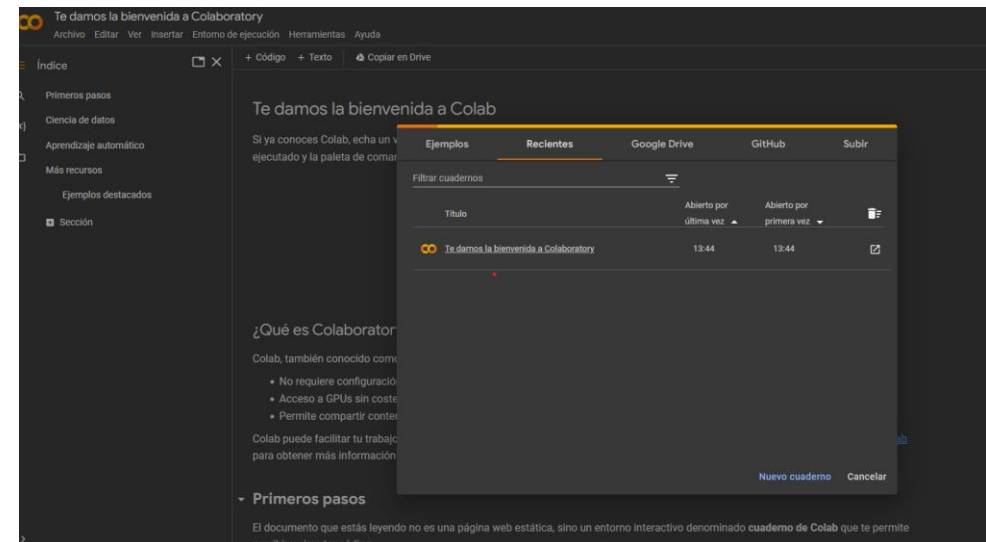 Te damos la bienvenida a Colaboratory
Archivo Editar Ver Insertar Entorno de ejecución Herramientas Ayuda
Índice
+ Código + Texto Copiar en Drive
Primeros pasos
Ciencia de datos
Aprendizaje automático
Más recursos
Ejemplos destacados
Sección
Te damos la bienvenida a Colab
Si ya conoces Colab, echa un
ejecutado y la paleta de
Ejemplos Recientes Google Drive GitHub Subir
Filtrar cuadernos
Título
Abierto por
última vez
Abierto por
primera vez
Te damos la bienvenida a Colaboratory 13:44 13:44
Nuevo cuaderno Cancelar
¿Qué es Colaborator
Colab, también conocido como
No requiere configuració
Acceso a GPUs sin coste
Permite compartir conte
Colab puede facilitar tu trabajo
para obtener más información
Primeros pasos
El documento que estás leyendo no es una página web estática, sino un entorno interactivo denominado cuaderno de Colab que te permite